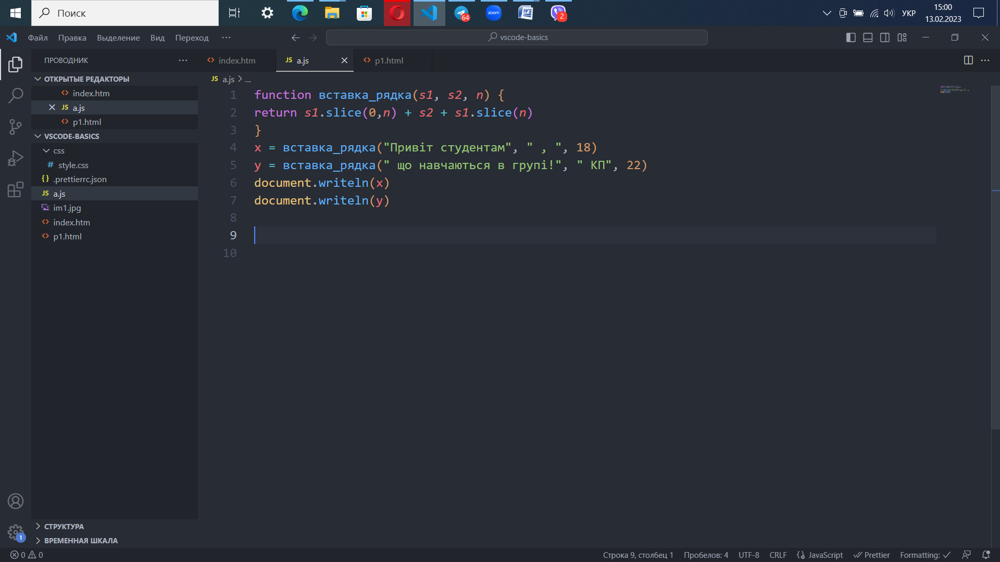 Поиск
64
zoom
2
УКР
15:00
13.02.2023
Файл Правка Выделение Вид Переход ...
vscode-basics
ПРОВОДНИК
index.htm
JS a.js
p1.html
ОТКРЫТЫЕ РЕДАКТОРЫ
index.htm
JS a.js
p1.html
VSCODE-BASICS
css
# style.css
{} .prettierrc.json
JS a.js
im1.jpg
index.htm
p1.html
СТРУКТУРА
ВРЕМЕННАЯ ШКАЛА
1
JS a.js > ...
1 function вставка_рядка(s1, s2, n) {
2 return s1.slice(0,n) + s2 + s1.slice(n)
3 }
4 x = вставка_рядка("Привіт студентам", " , ", 18)
5 y = вставка_рядка(" що навчаються в групі!", " КП", 22)
6 document.writeln(x)
7 document.writeln(y)
8
9
10
0 0
Строка 9, столбец 1 Пробелов: 4 UTF-8 CRLF JavaScript Prettier Formatting: ✓